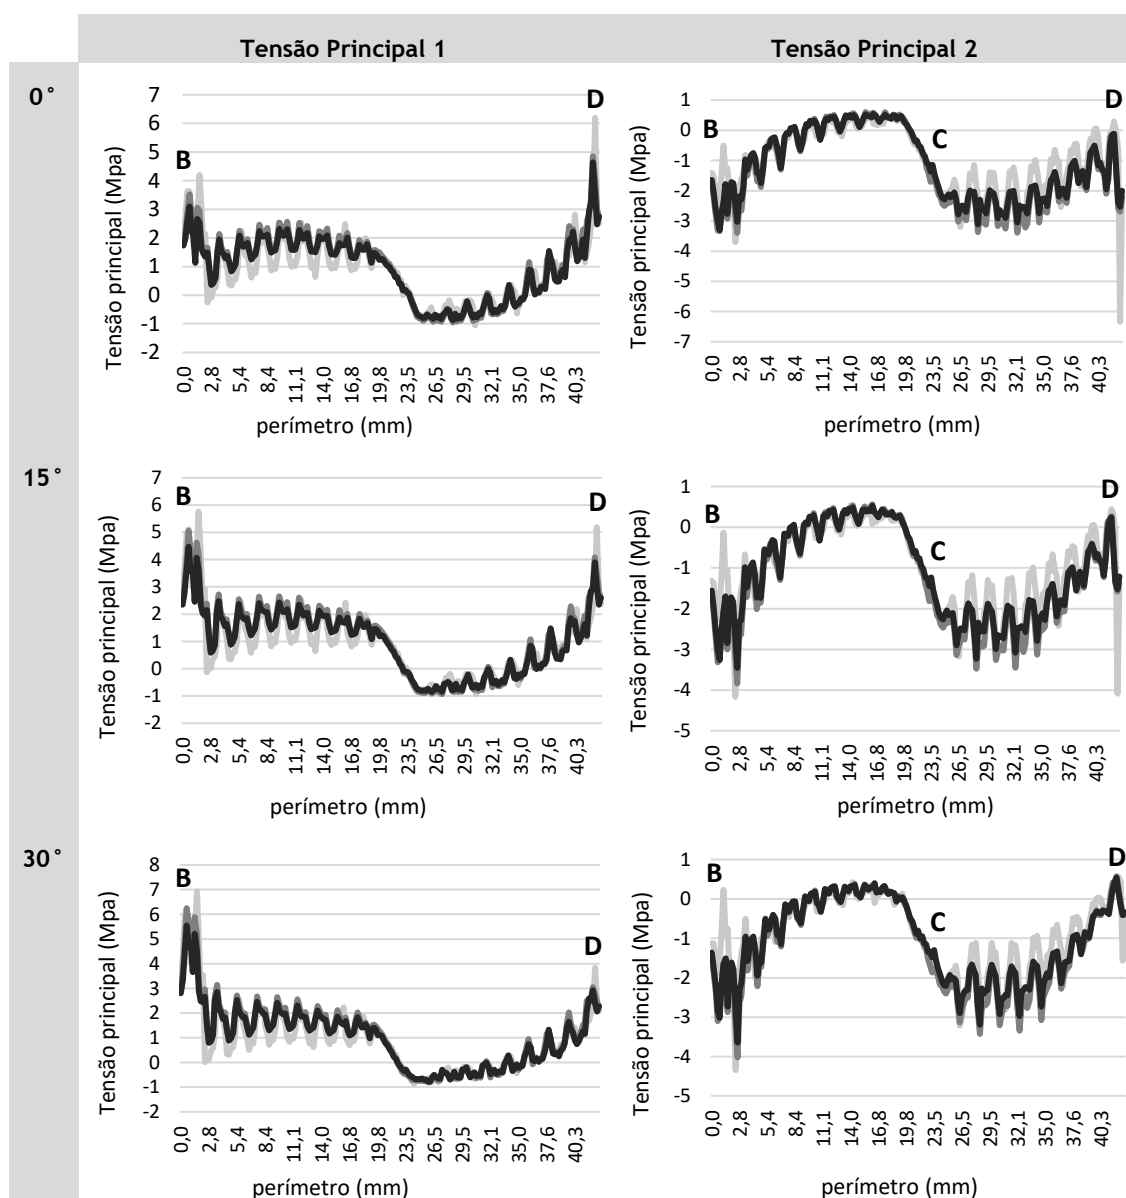 Tensão Principal 1
Tensão Principal 2
0°
Tensão principal (Mpa)
7
6
5
4
3
2
1
0
-1
-2
B
D
0,0 2,8 5,4 8,4 11,1 14,0 16,8 19,8 23,5 26,5 29,5 32,1 35,0 37,6 40,3
perímetro (mm)
Tensão principal (Mpa)
1
0
-1
-2
-3
-4
-5
-6
-7
B
C
D
0,0 2,8 5,4 8,4 11,1 14,0 16,8 19,8 23,5 26,5 29,5 32,1 35,0 37,6 40,3
perímetro (mm)
15°
Tensão principal (Mpa)
7
6
5
4
3
2
1
0
-1
-2
B
D
0,0 2,8 5,4 8,4 11,1 14,0 16,8 19,8 23,5 26,5 29,5 32,1 35,0 37,6 40,3
perímetro (mm)
Tensão principal (Mpa)
1
0
-1
-2
-3
-4
-5
B
C
D
0,0 2,8 5,4 8,4 11,1 14,0 16,8 19,8 23,5 26,5 29,5 32,1 35,0 37,6 40,3
perímetro (mm)
30°
Tensão principal (Mpa)
8
7
6
5
4
3
2
1
0
-1
-2
B
D
0,0 2,8 5,4 8,4 11,1 14,0 16,8 19,8 23,5 26,5 29,5 32,1 35,0 37,6 40,3
perímetro (mm)
Tensão principal (Mpa)
1
0
-1
-2
-3
-4
-5
B
C
D
0,0 2,8 5,4 8,4 11,1 14,0 16,8 19,8 23,5 26,5 29,5 32,1 35,0 37,6 40,3
perímetro (mm)